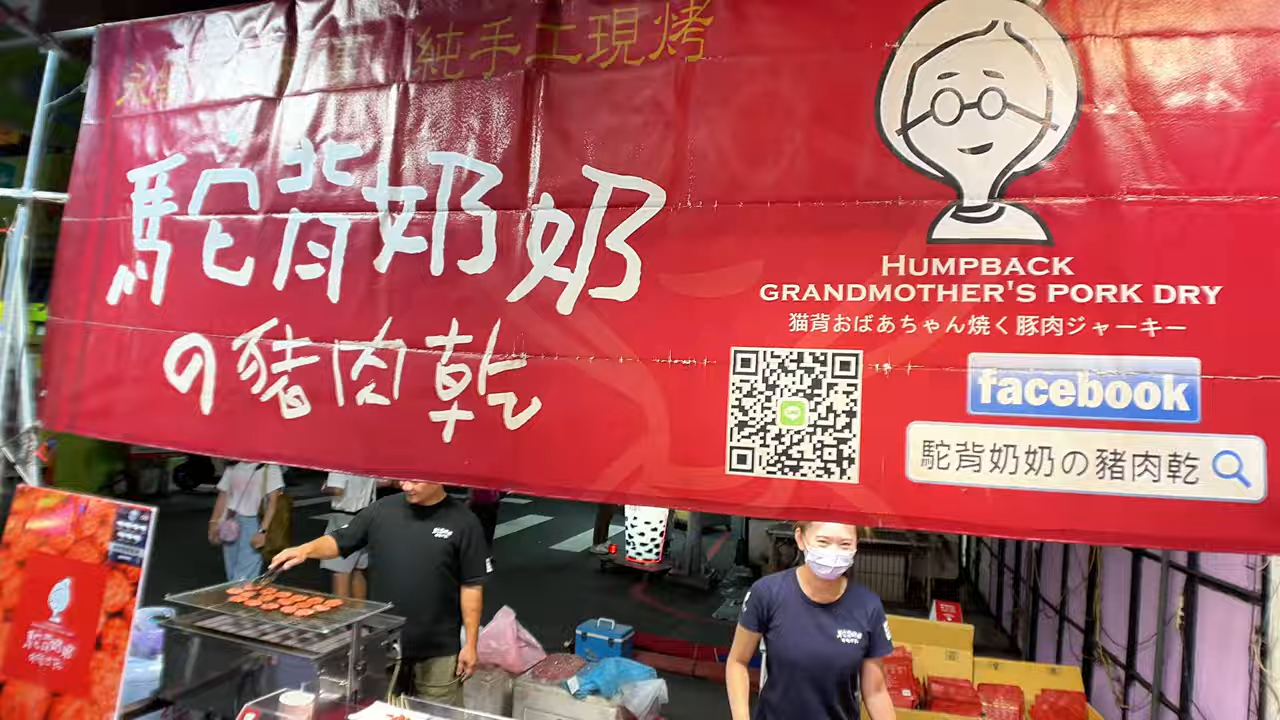 純手工現烤
駝背奶奶
の豬肉乾
HUMPBACK
GRANDMOTHER'S PORK DRY
猫背おばあちゃん焼く豚肉ジャーキー
facebook
駝背奶奶の豬肉乾